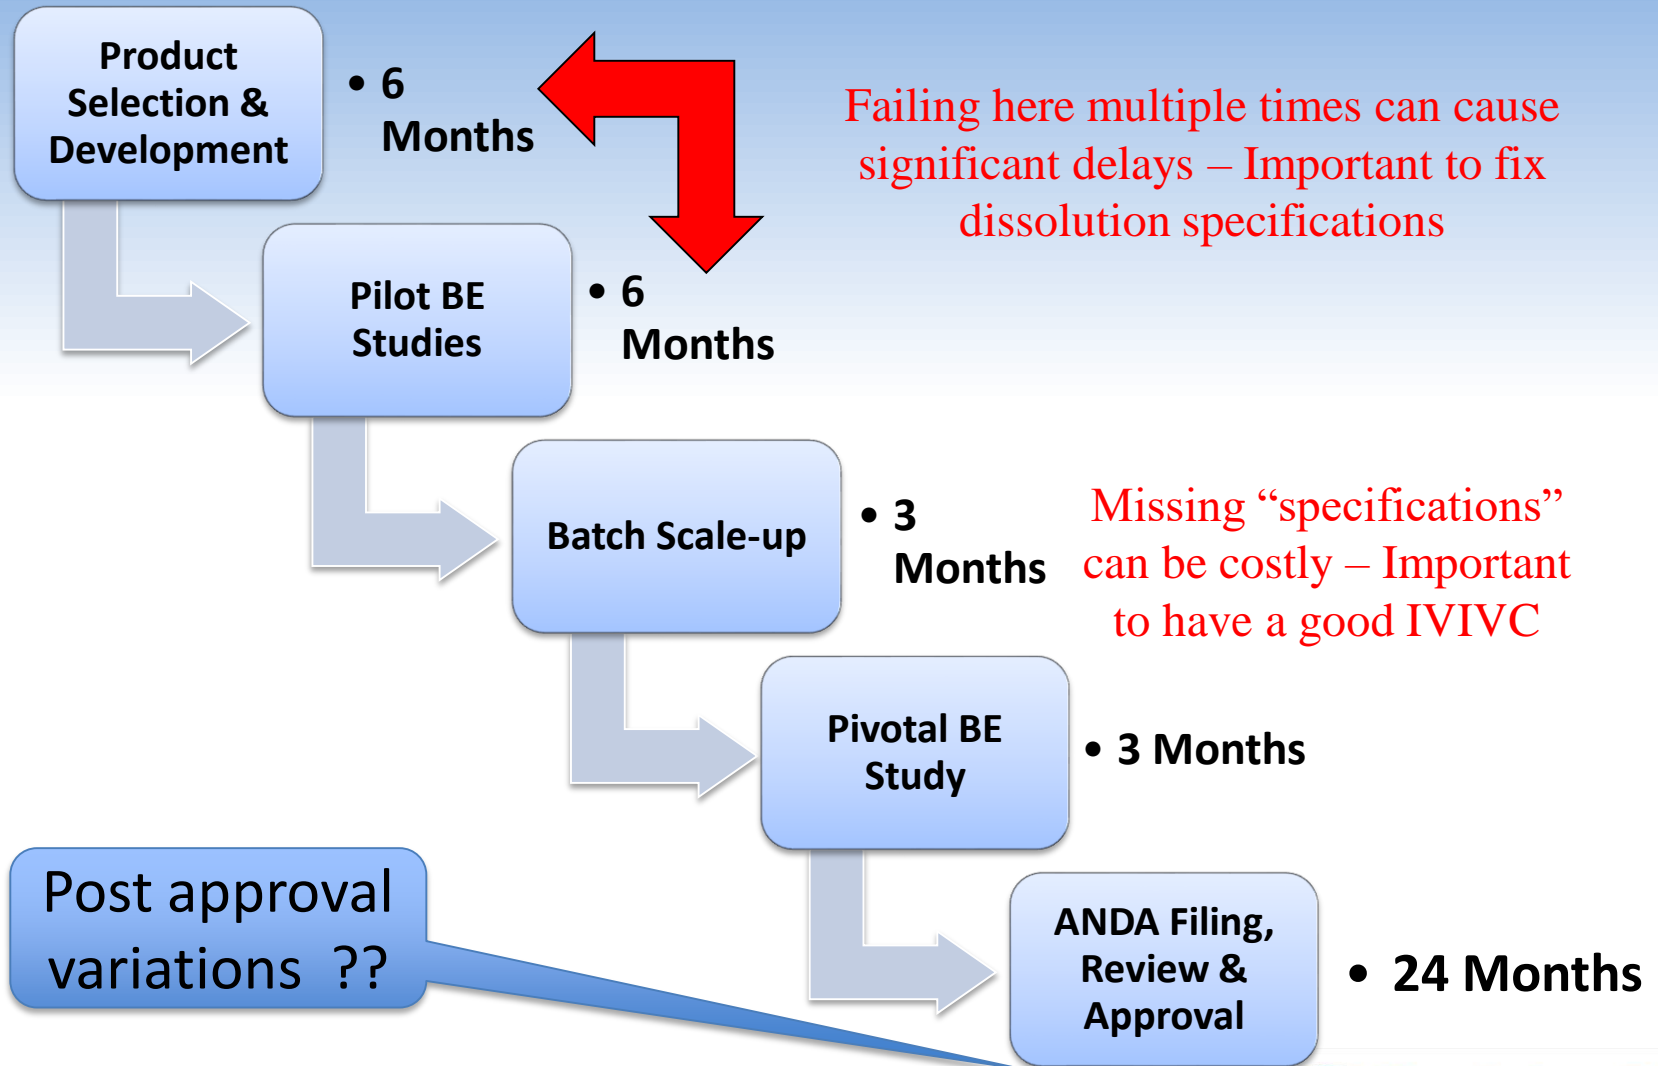 Product
Selection &
Development
• 6
Months
Failing here multiple times can cause
significant delays – Important to fix
dissolution specifications
Pilot BE
Studies
• 6
Months
Batch Scale-up
• 3
Months
Missing “specifications”
can be costly – Important
to have a good IVIVC
Pivotal BE
Study
• 3 Months
Post approval
variations ??
ANDA Filing,
Review &
Approval
• 24 Months